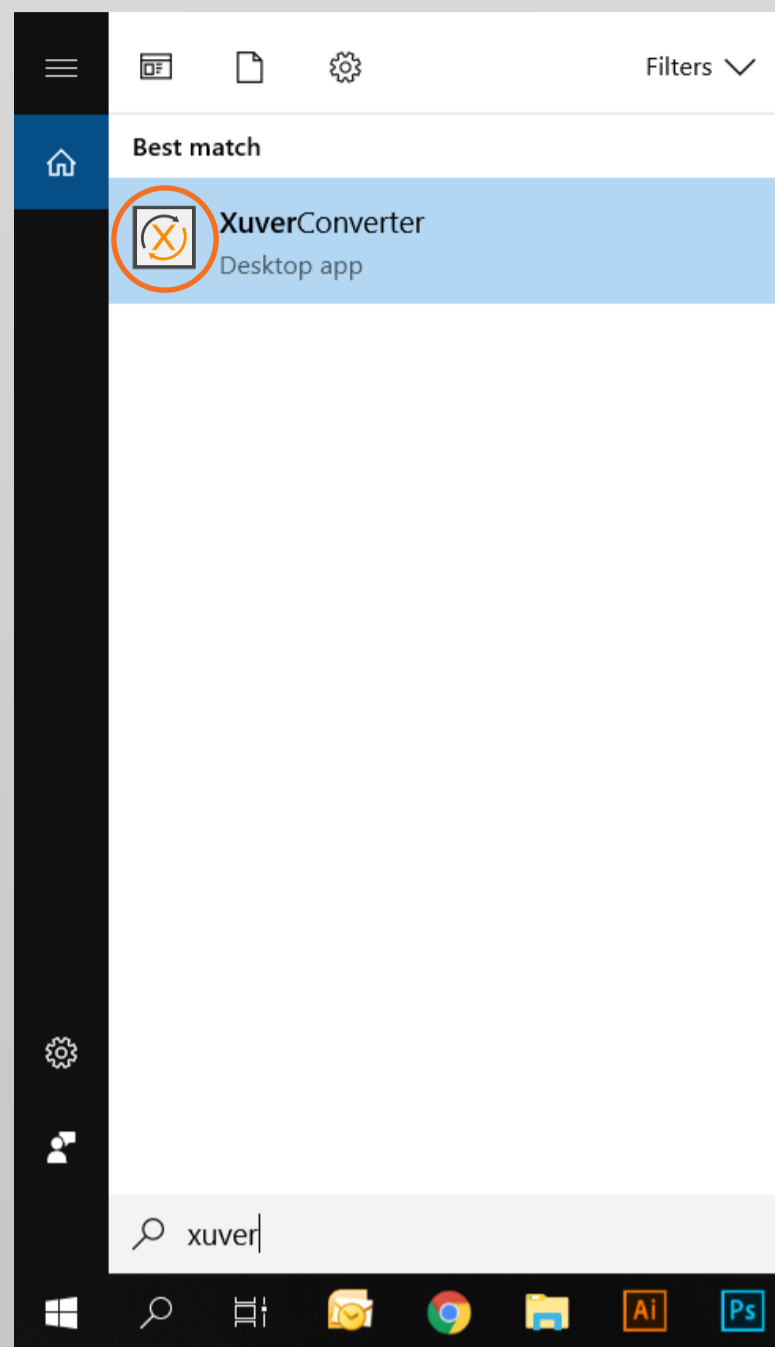 Filters
Best match
X
XuverConverter
Desktop app
xuver
Ai
Ps